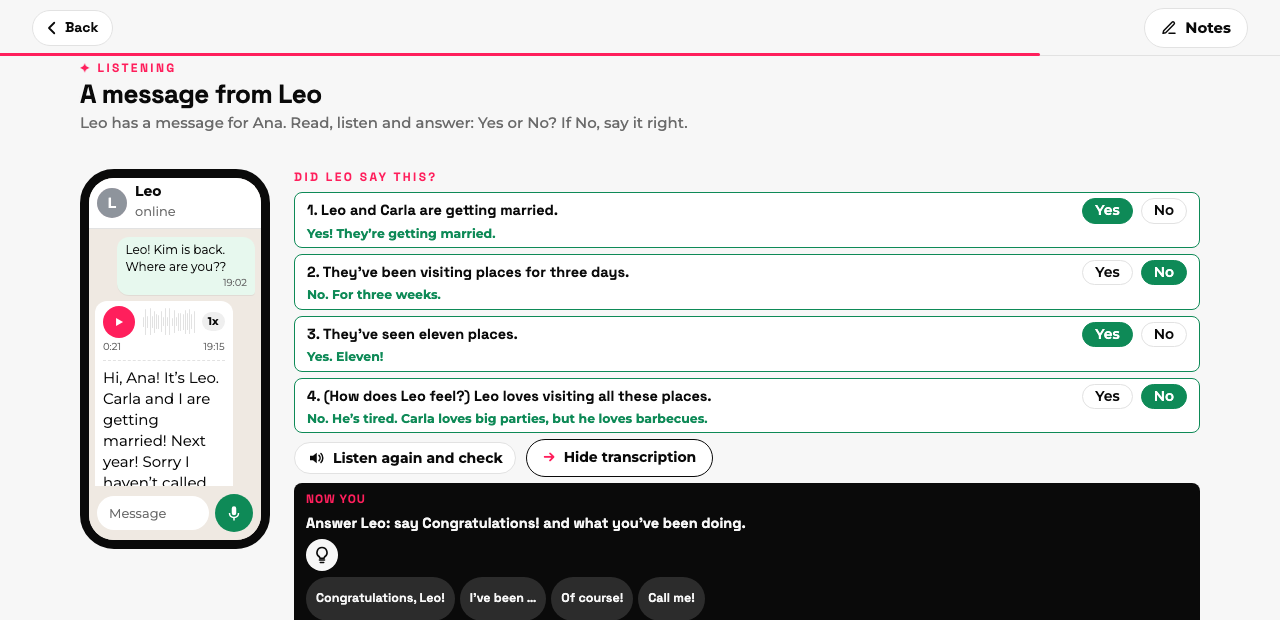 Back
Notes
LISTENING
A message from Leo
Leo has a message for Ana. Read, listen and answer: Yes or No? If No, say it right.
L
Leo
online
Leo! Kim is back.
Where are you??
19:02
1x
0:21
19:15
Hi, Ana! It's Leo.
Carla and I are
getting
married! Next
year! Sorry I
haven't called
Message
DID LEO SAY THIS?
1. Leo and Carla are getting married.
Yes
No
Yes! They're getting married.
2. They've been visiting places for three days.
Yes
No
No. For three weeks.
3. They've seen eleven places.
Yes
No
Yes. Eleven!
4. (How does Leo feel?) Leo loves visiting all these places.
Yes
No
No. He's tired. Carla loves big parties, but he loves barbecues.
Listen again and check
Hide transcription
NOW YOU
Answer Leo: say Congratulations! and what you've been doing.
Congratulations, Leo!
I've been ...
Of course!
Call me!